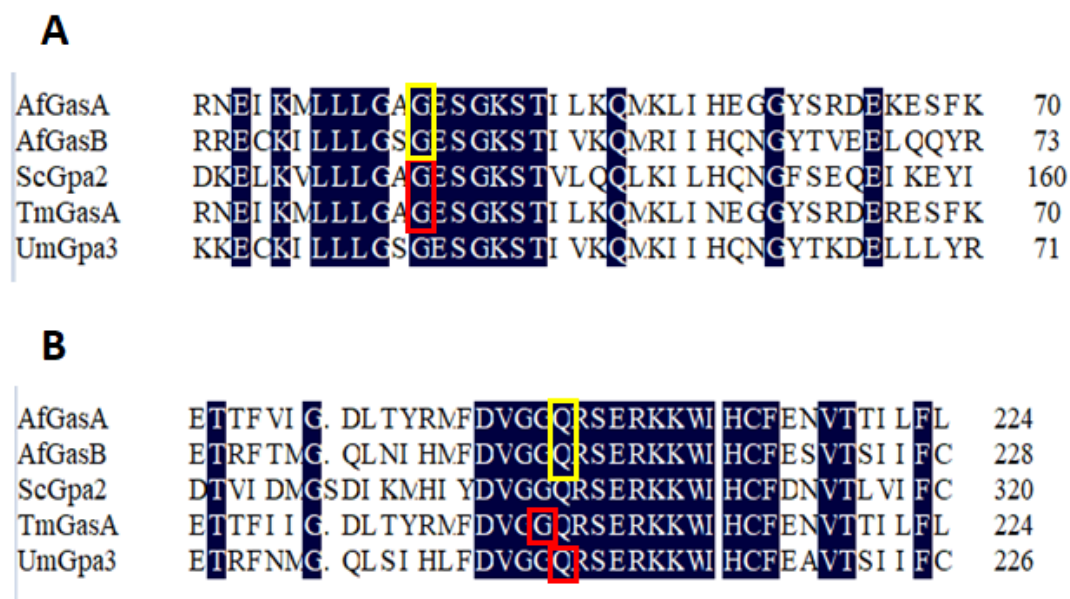 A
AfGasA RNEIKMLLLGAGESGKSTILKQMKLIHEGGYSRDEKESFK 70
AfGasB RRECKILLLGSGESGKSTIVKQMRIIHQNGYTVEELQQYR 73
ScGpa2 DKELKVLLLGAGESGKSTVLQQLKILHQNGFSEQEIKEYI 160
TmGasA RNEIKMLLLGAGESGKSTILKQMKLINEGGYSRDERESFK 70
UmGpa3 KKECKILLLGSGESGKSTIVKQMKIIHQNGYTKDELLLYR 71
B
AfGasA ETTFVIG.DLTYRMFDVGGQRSERKKWIHCFENVTTILFL 224
AfGasB ETRFTMG.QLNIHMFDVGGQRSERKKWIHCFESVTSIIFC 228
ScGpa2 DTVIDMGSDIKMHIYDVGGQRSERKKWIHCFDNVTLVIFC 320
TmGasA ETTFIIG.DLTYRMFDVGGQRSERKKWIHCFENVTTILFL 224
UmGpa3 ETRFNMG.QLSIHLFDVGGQRSERKKWIHCFEAVTSIIFC 226